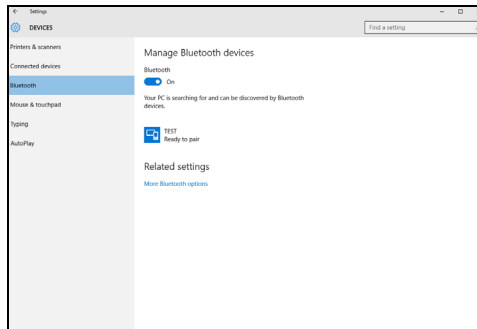 Settings
DEVICES
Find a setting
Printers & scanners
Connected devices
Bluetooth
Mouse & touchpad
Typing
AutoPlay
Manage Bluetooth devices
Bluetooth
On
Your PC is searching for and can be discovered by Bluetooth
devices.
TEST
Ready to pair
Related settings
More Bluetooth options